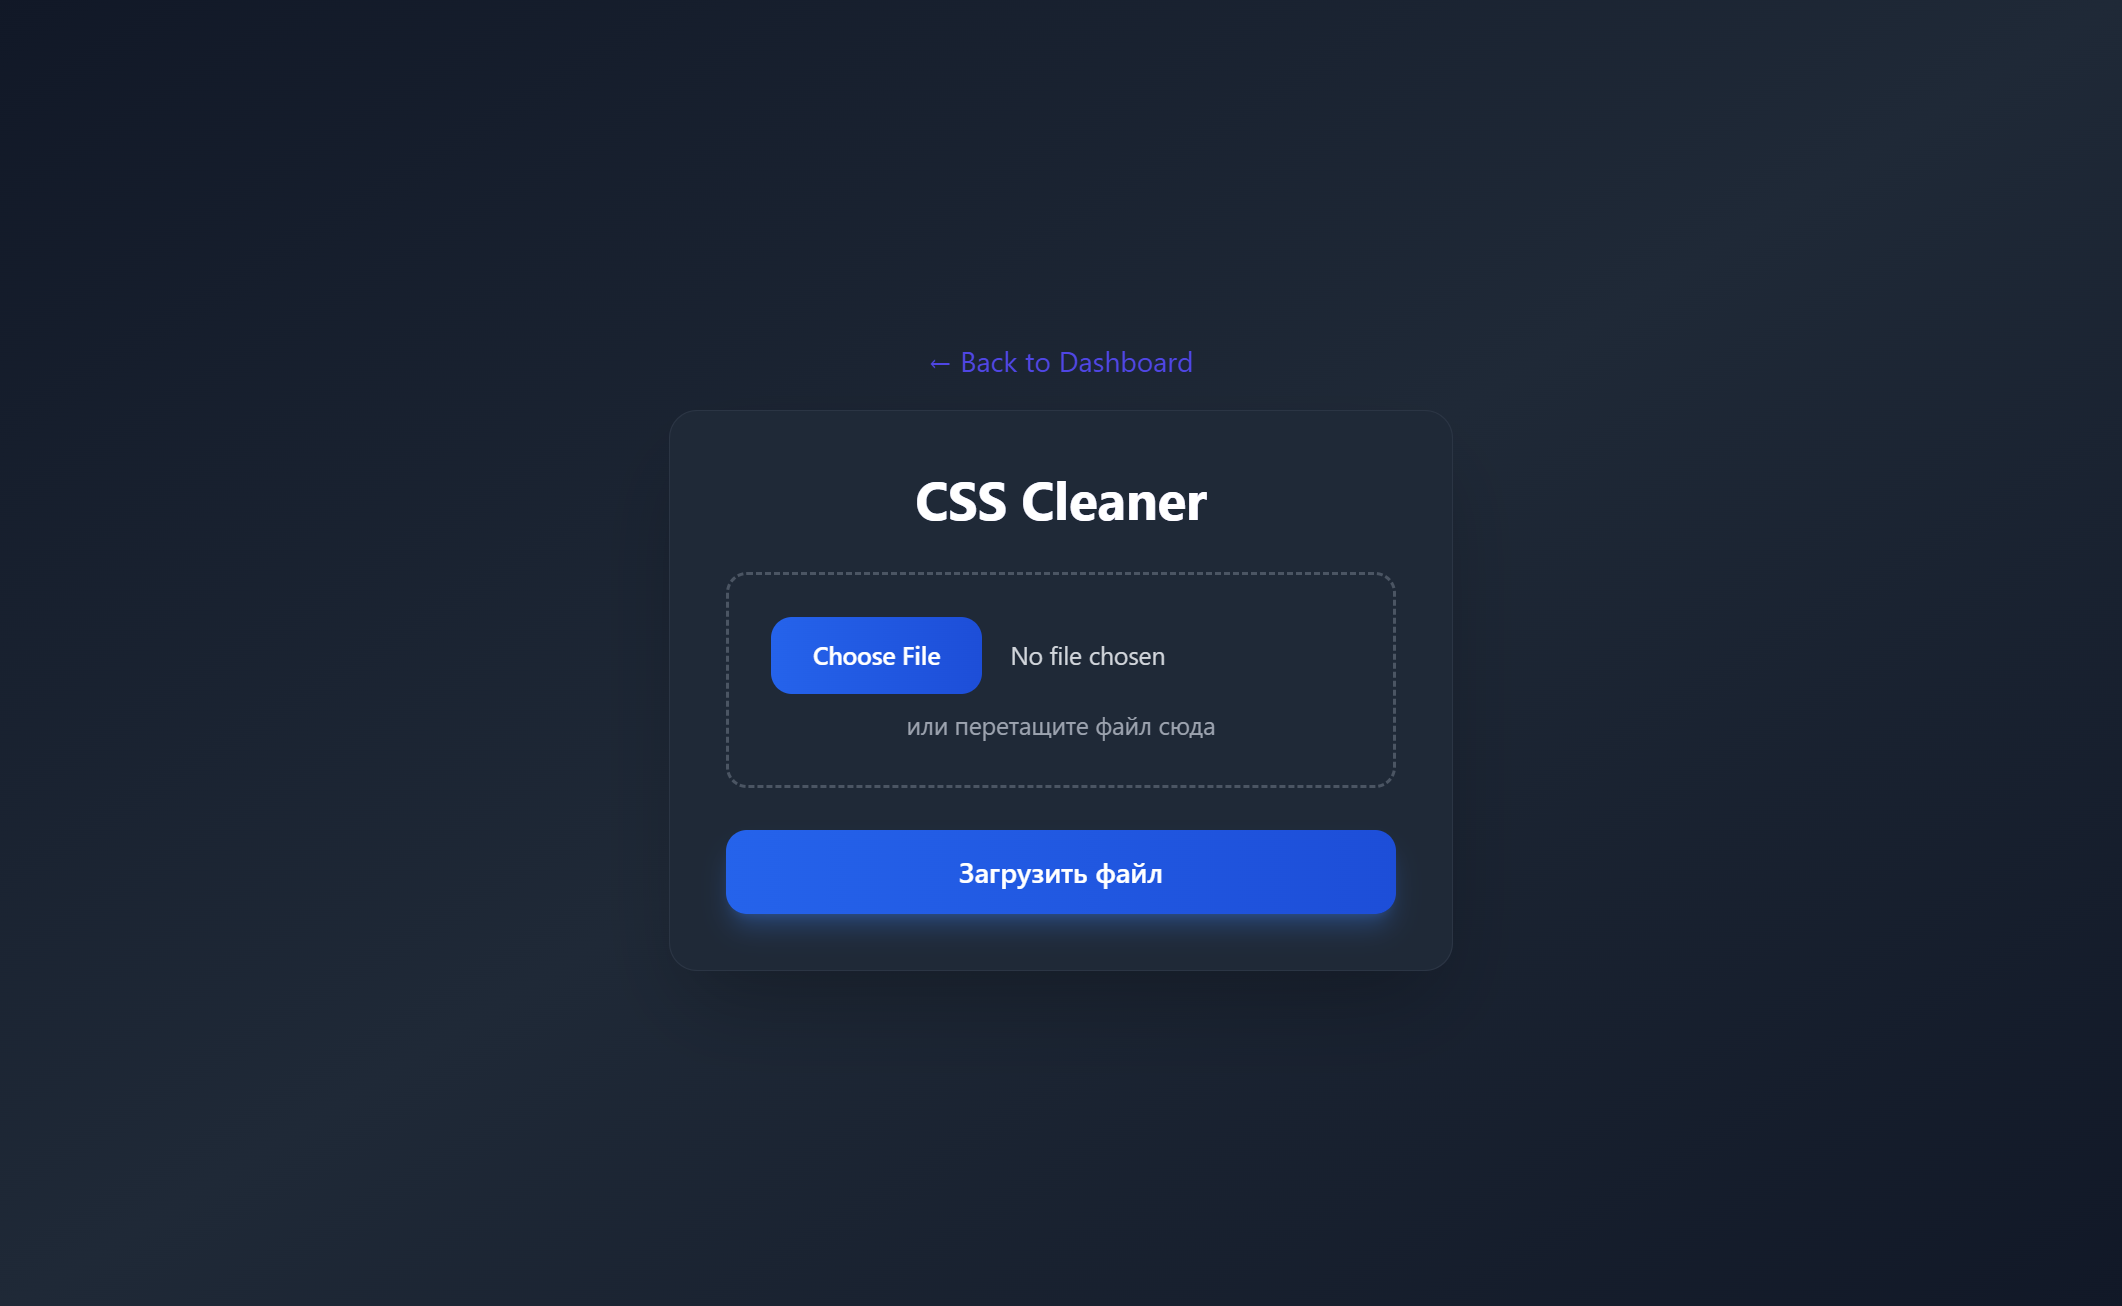 ← Back to Dashboard
CSS Cleaner
Choose File No file chosen
или перетащите файл сюда
Загрузить файл